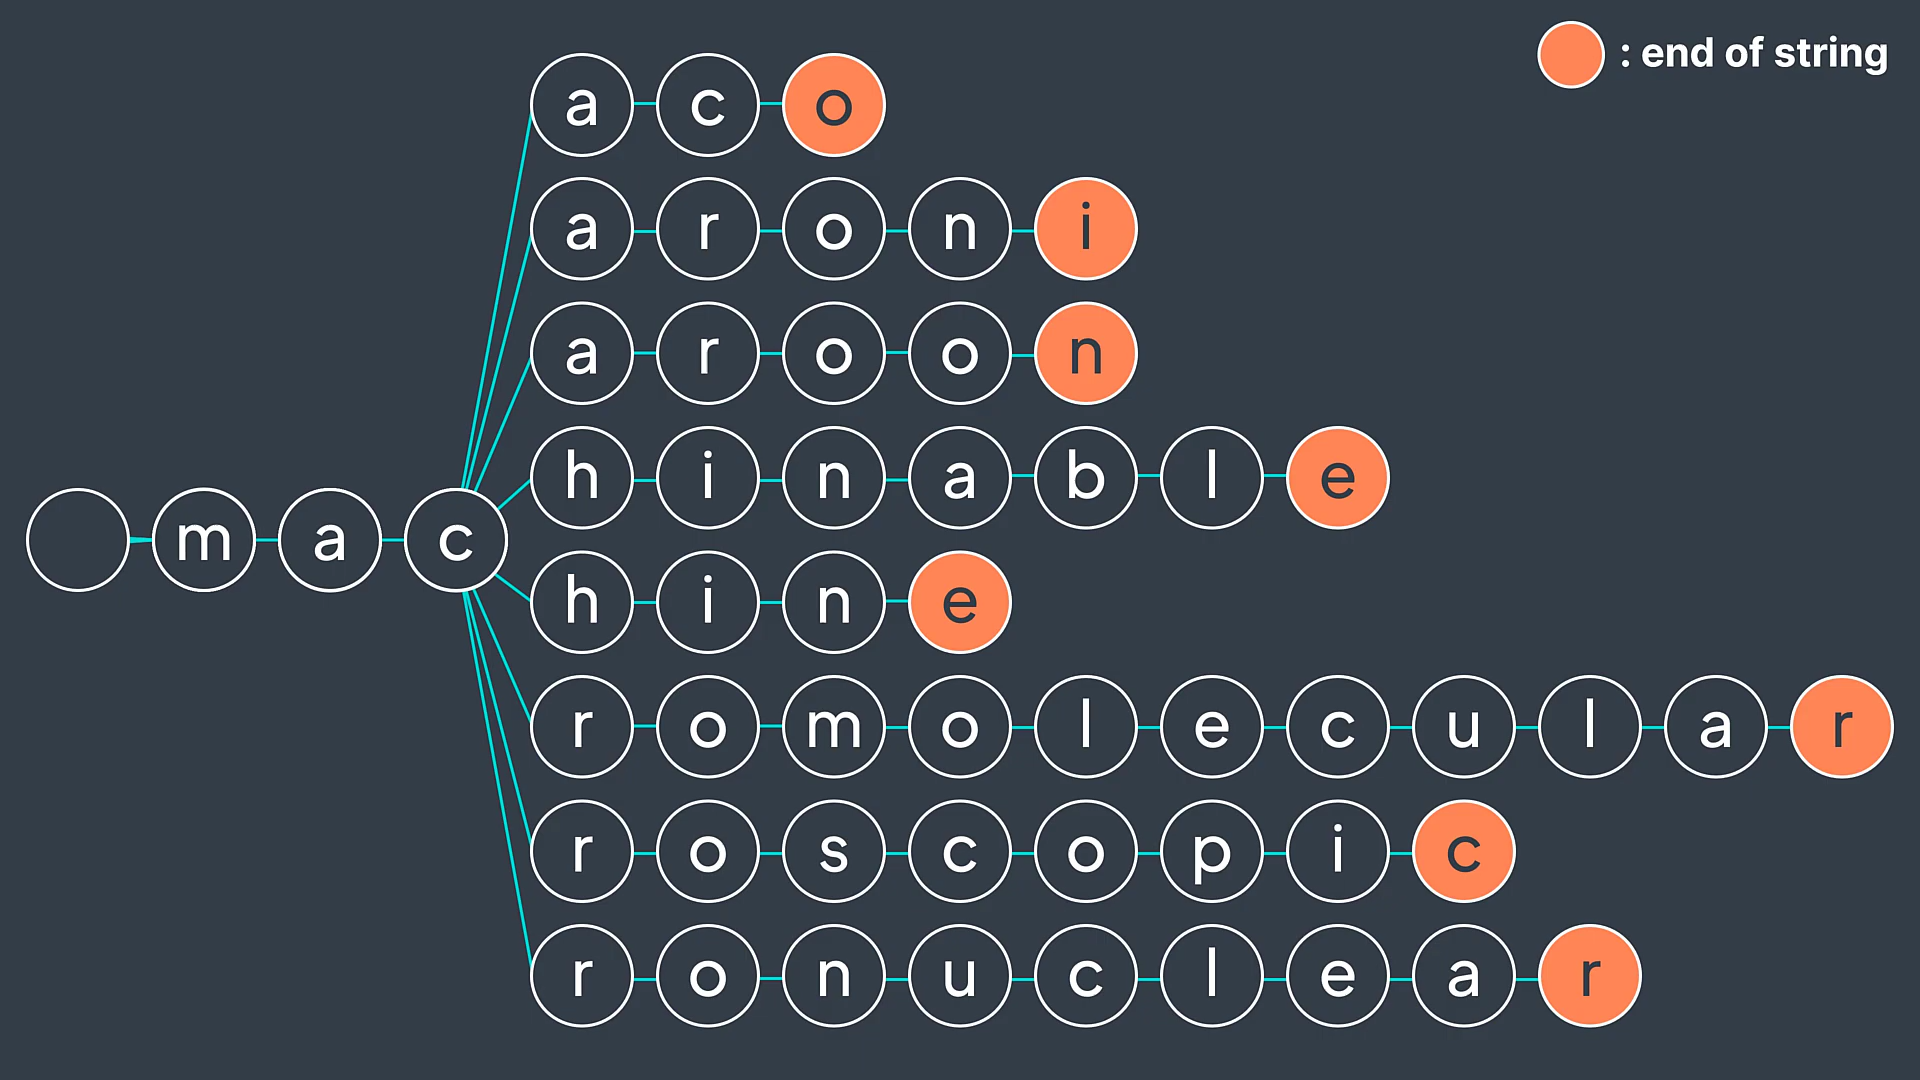 : end of string
a c o
a r o n i
a r o o n
h i n a b l e
m a c
h i n e
r o m o l e c u l a r
r o s c o p i c
r o n u c l e a r